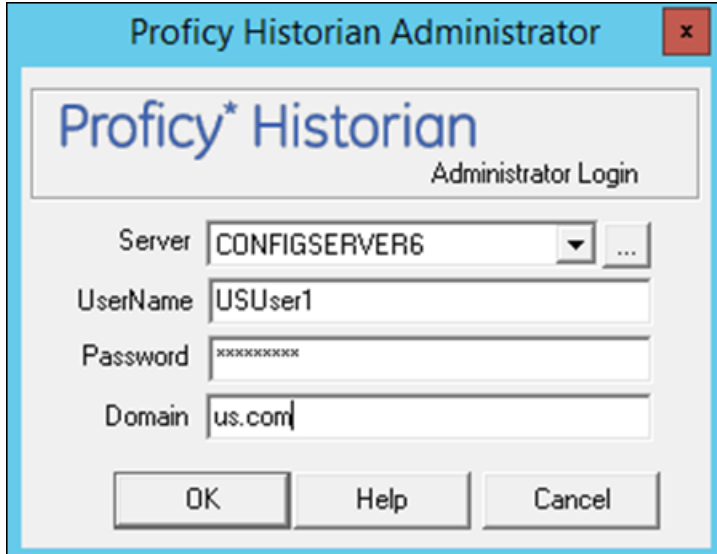 Proficy Historian Administrator
x
Proficy* Historian
Administrator Login
Server CONFIGSERVER6 ...
UserName USUser1
Password *********
Domain us.com
OK Help Cancel